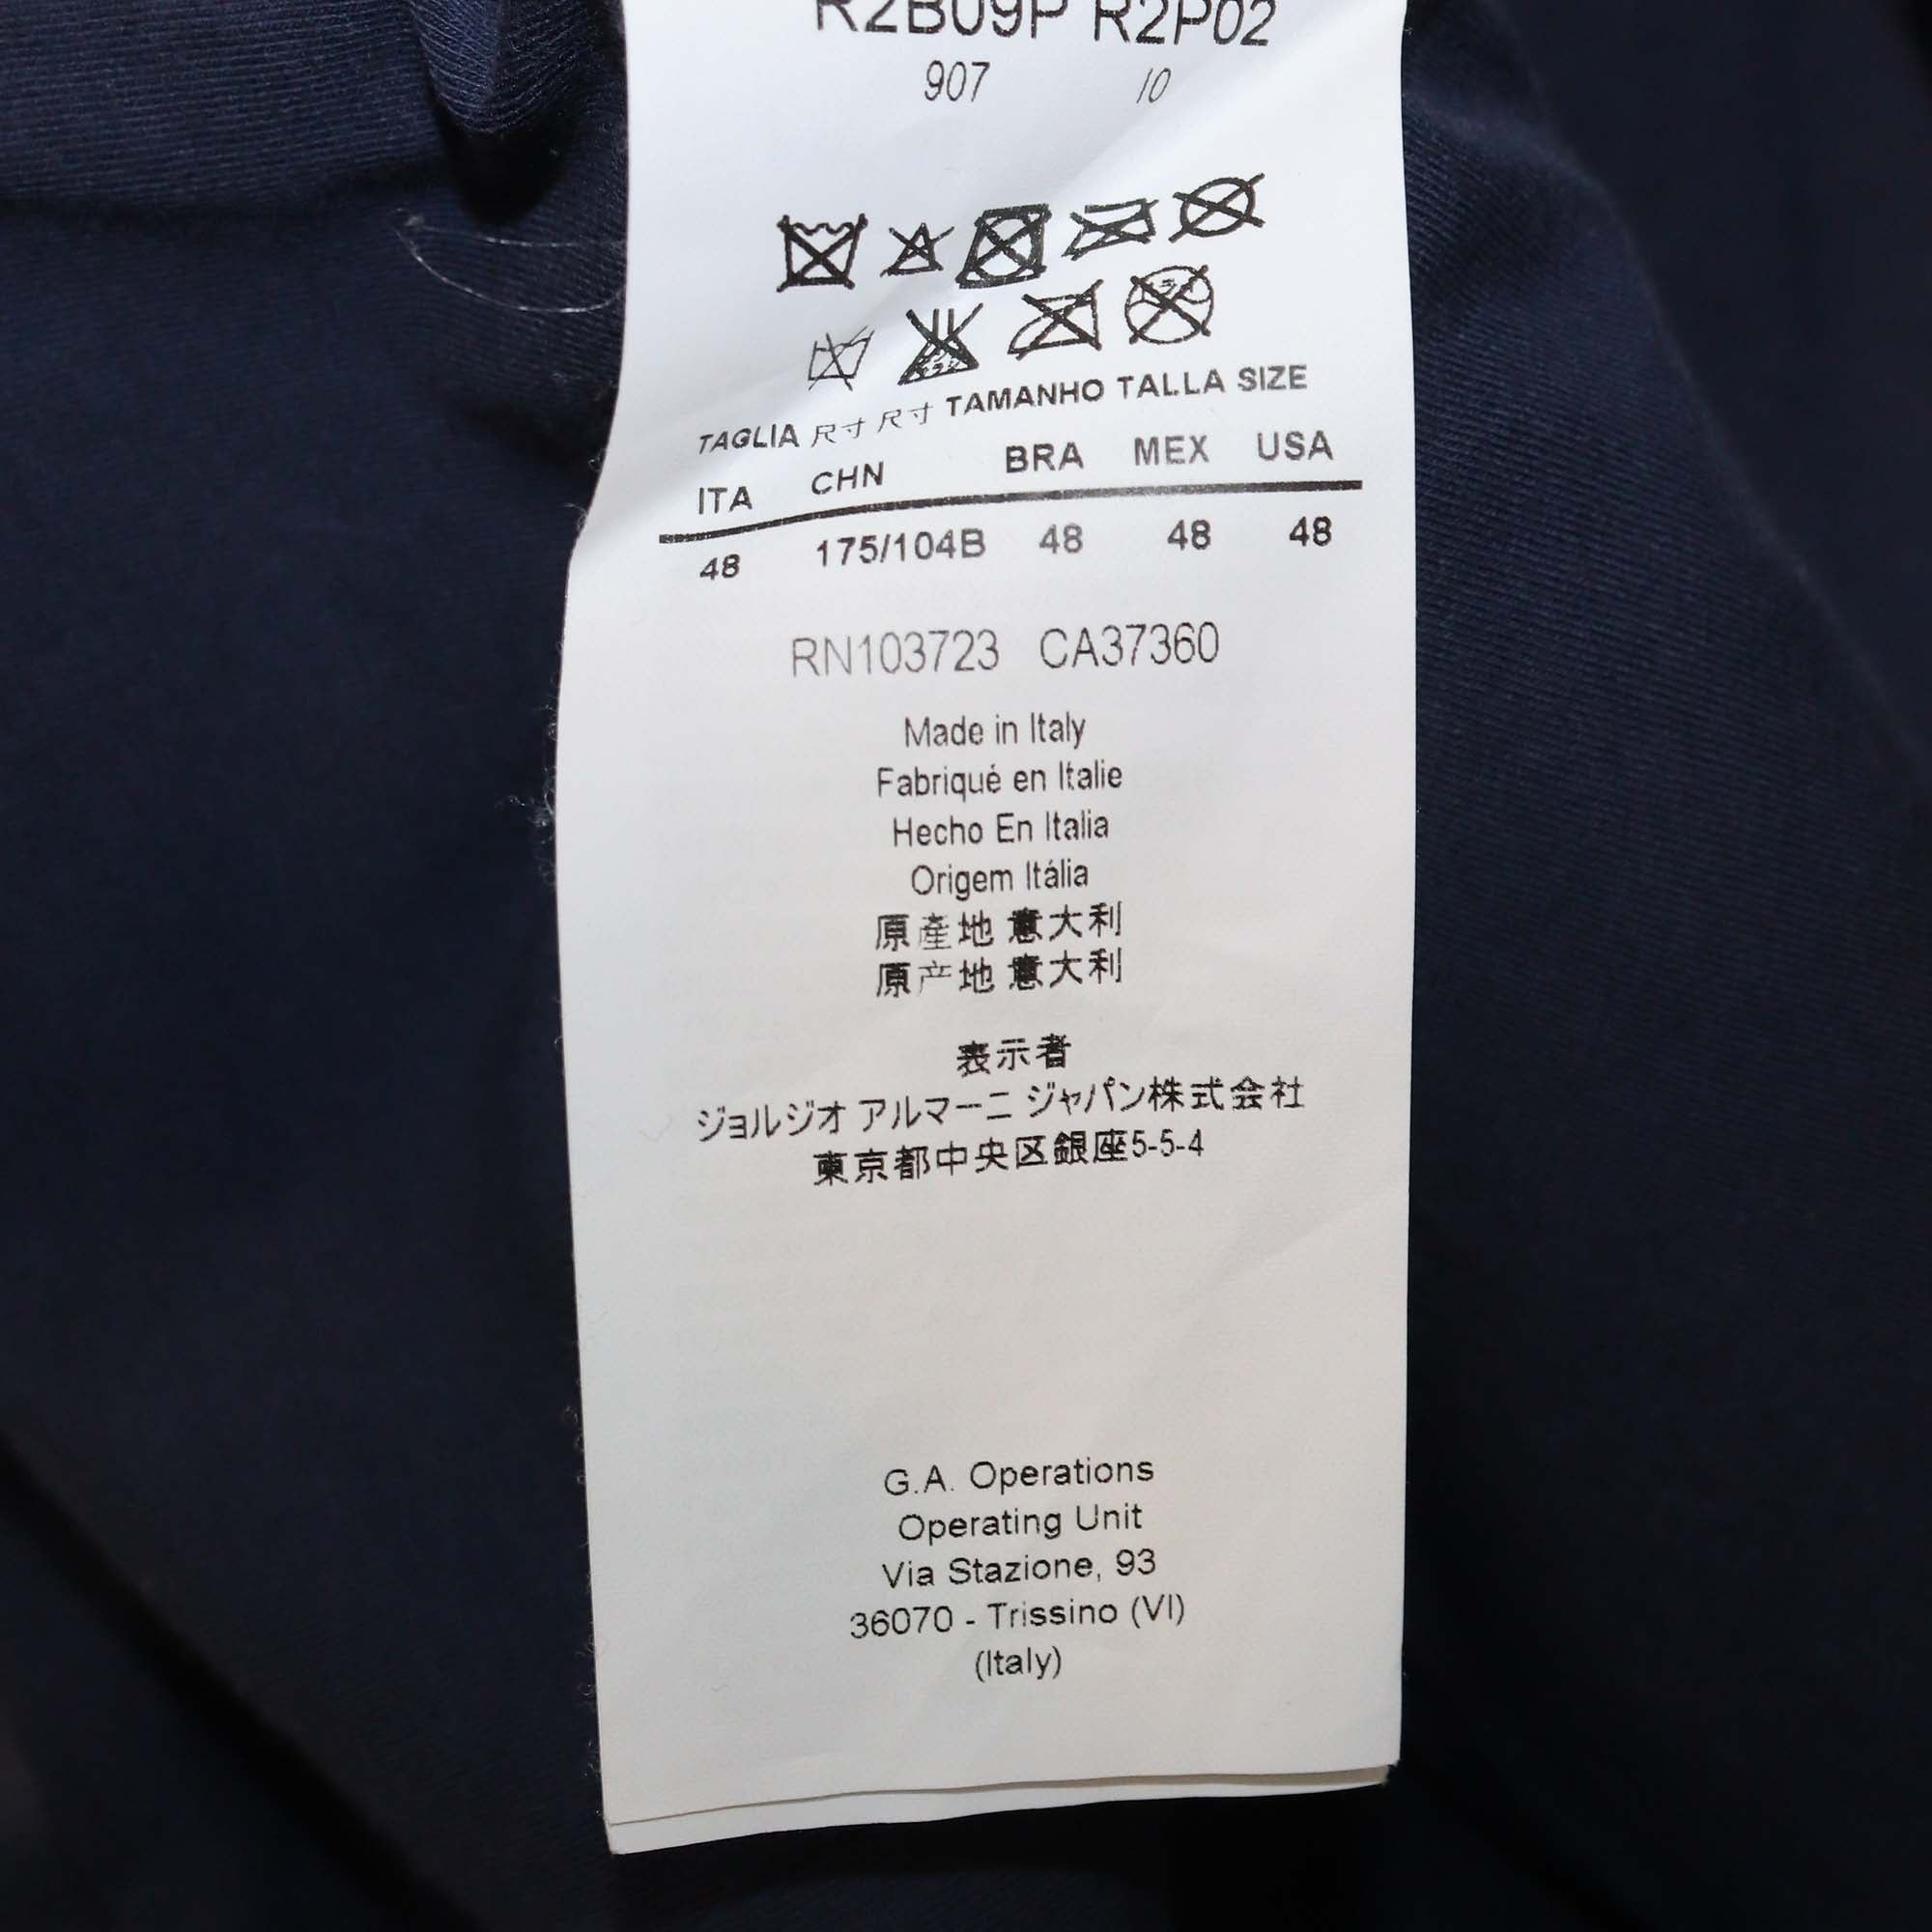 R2B09P R2P02
907 10
TAGLIA 尺寸 尺寸 TAMANHO TALLA SIZE
ITA CHN BRA MEX USA
48 175/104B 48 48 48
RN103723 CA37360
Made in Italy
Fabriqué en Italie
Hecho En Italia
Origem Itália
原產地 意大利
原产地 意大利
表示者
ジョルジオ アルマーニ ジャパン株式会社
東京都中央区銀座5-5-4
G.A. Operations
Operating Unit
Via Stazione, 93
36070 - Trissino (VI)
(Italy)